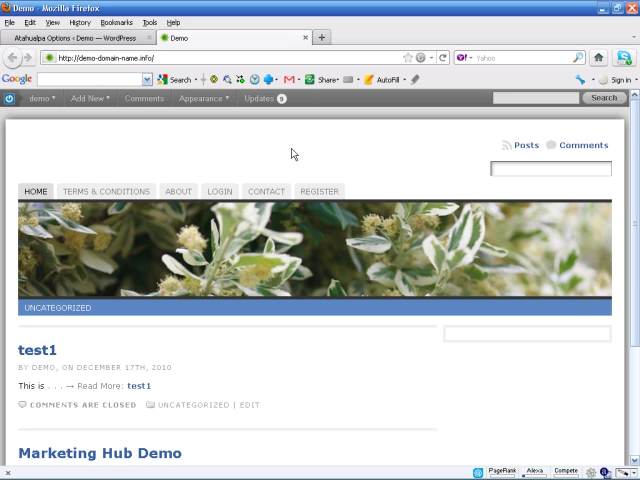 Demo - Mozilla Firefox
File Edit View History Bookmarks Tools Help
Atahualpa Options ‹ Demo — WordPress
Demo
http://demo-domain-name.info/
Yahoo
Google Search Share AutoFill Sign in
demo Add New Comments Appearance Updates 9 Search
Posts Comments
HOME TERMS & CONDITIONS ABOUT LOGIN CONTACT REGISTER
UNCATEGORIZED
test1
BY DEMO, ON DECEMBER 17TH, 2010
This is . . . → Read More: test1
COMMENTS ARE CLOSED UNCATEGORIZED | EDIT
Marketing Hub Demo
PageRank Alexa Compete